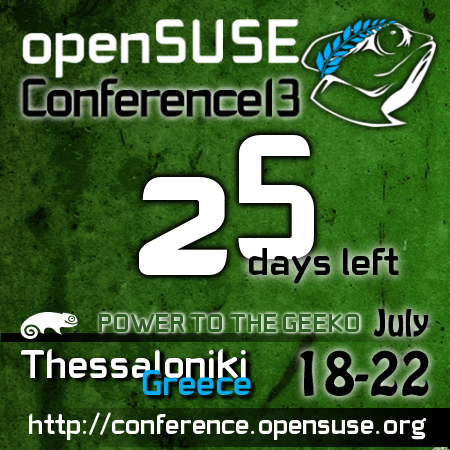 openSUSE
Conference13
25
days left
POWER TO THE GEEKO July
Thessaloniki
Greece
18-22
http://conference.opensuse.org